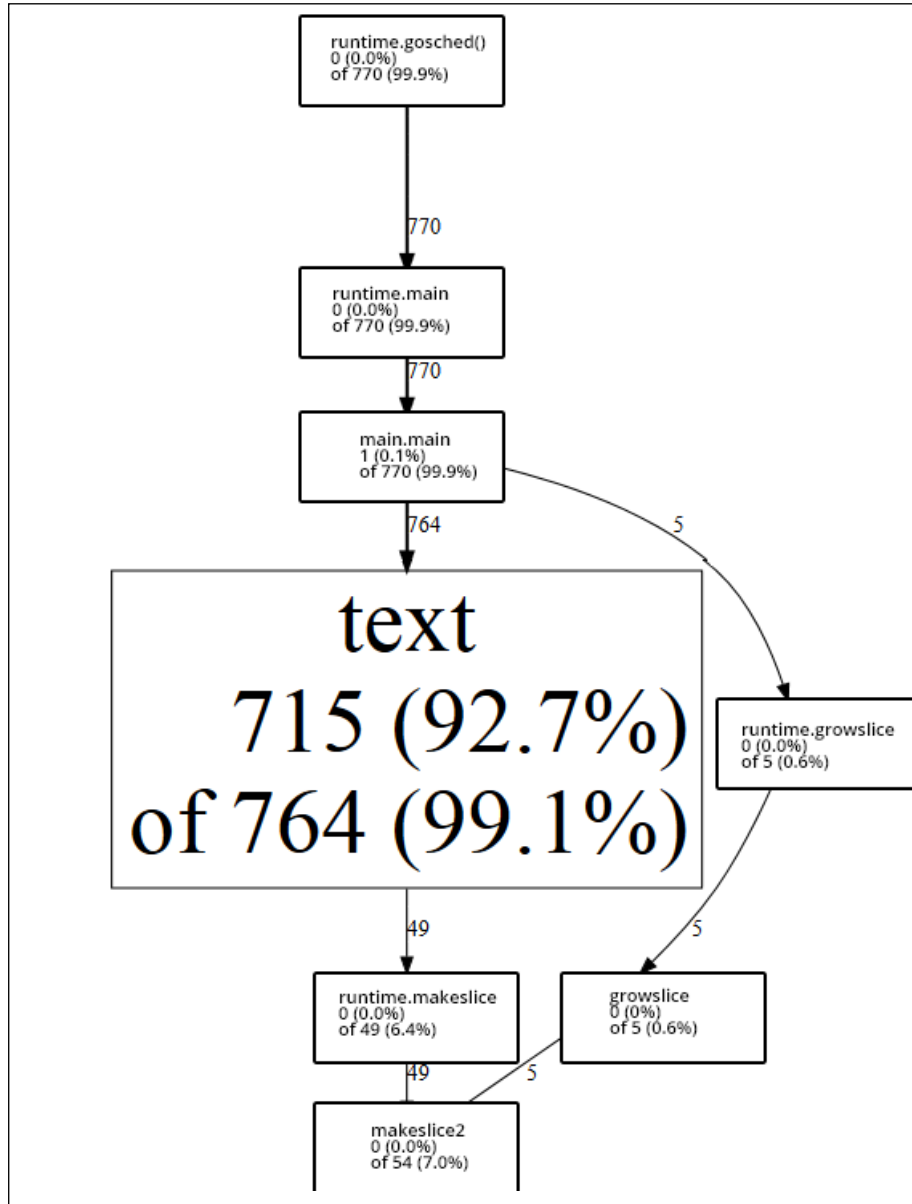 runtime.gosched()
0 (0.0%)
of 770 (99.9%)
770
runtime.main
0 (0.0%)
of 770 (99.9%)
770
main.main
1 (0.1%)
of 770 (99.9%)
764
5
text
715 (92.7%)
of 764 (99.1%)
runtime.growslice
0 (0.0%)
of 5 (0.6%)
49
5
runtime.makeslice
0 (0.0%)
of 49 (6.4%)
growslice
0 (0%)
of 5 (0.6%)
49
5
makeslice2
0 (0.0%)
of 54 (7.0%)